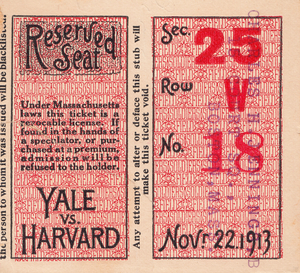 the person to whom it was issued will be blacklist
Reserved
Seat
Under Massachusetts
laws this ticket is a
revocable license. If
found in the hands of
a speculator, or pur-
chased at a premium,
admission will be
refused to the holder.
YALE
VS.
HARVARD
Any attempt to alter or deface this stub will
make this ticket void.
Sec.
25
Row
W
No.
18
Nov. 22, 1913